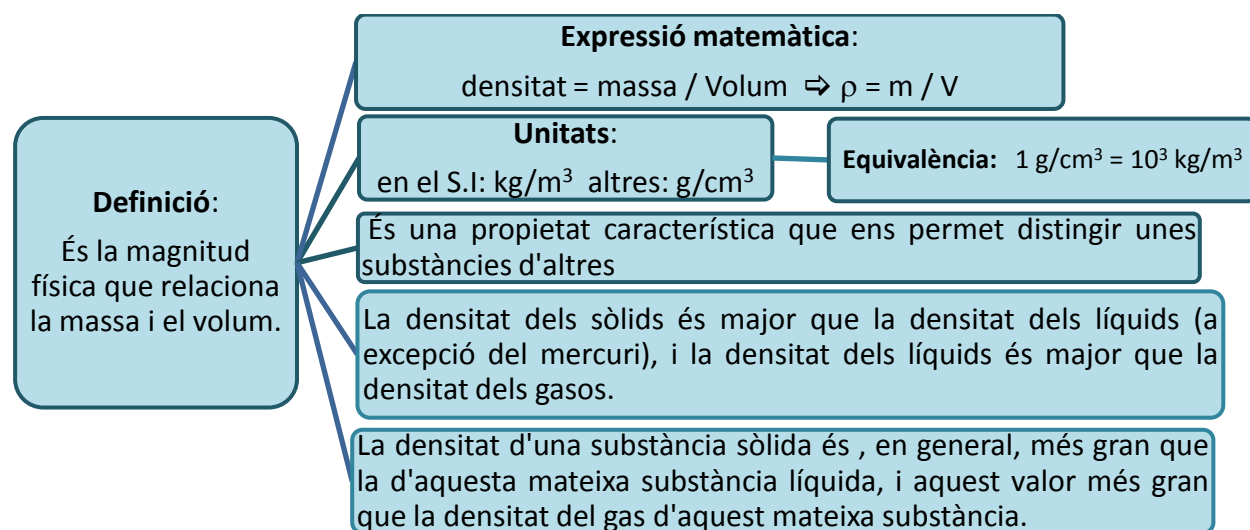 Definició:
És la magnitud
física que relaciona
la massa i el volum.
Expressió matemàtica:
densitat = massa / Volum ⇨ ρ = m / V
Unitats:
en el S.I: kg/m³ altres: g/cm³
Equivalència: 1 g/cm³ = 10³ kg/m³
És una propietat característica que ens permet distingir unes
substàncies d'altres
La densitat dels sòlids és major que la densitat dels líquids (a
excepció del mercuri), i la densitat dels líquids és major que la
densitat dels gasos.
La densitat d'una substància sòlida és , en general, més gran que
la d'aquesta mateixa substància líquida, i aquest valor més gran
que la densitat del gas d'aquest mateixa substància.